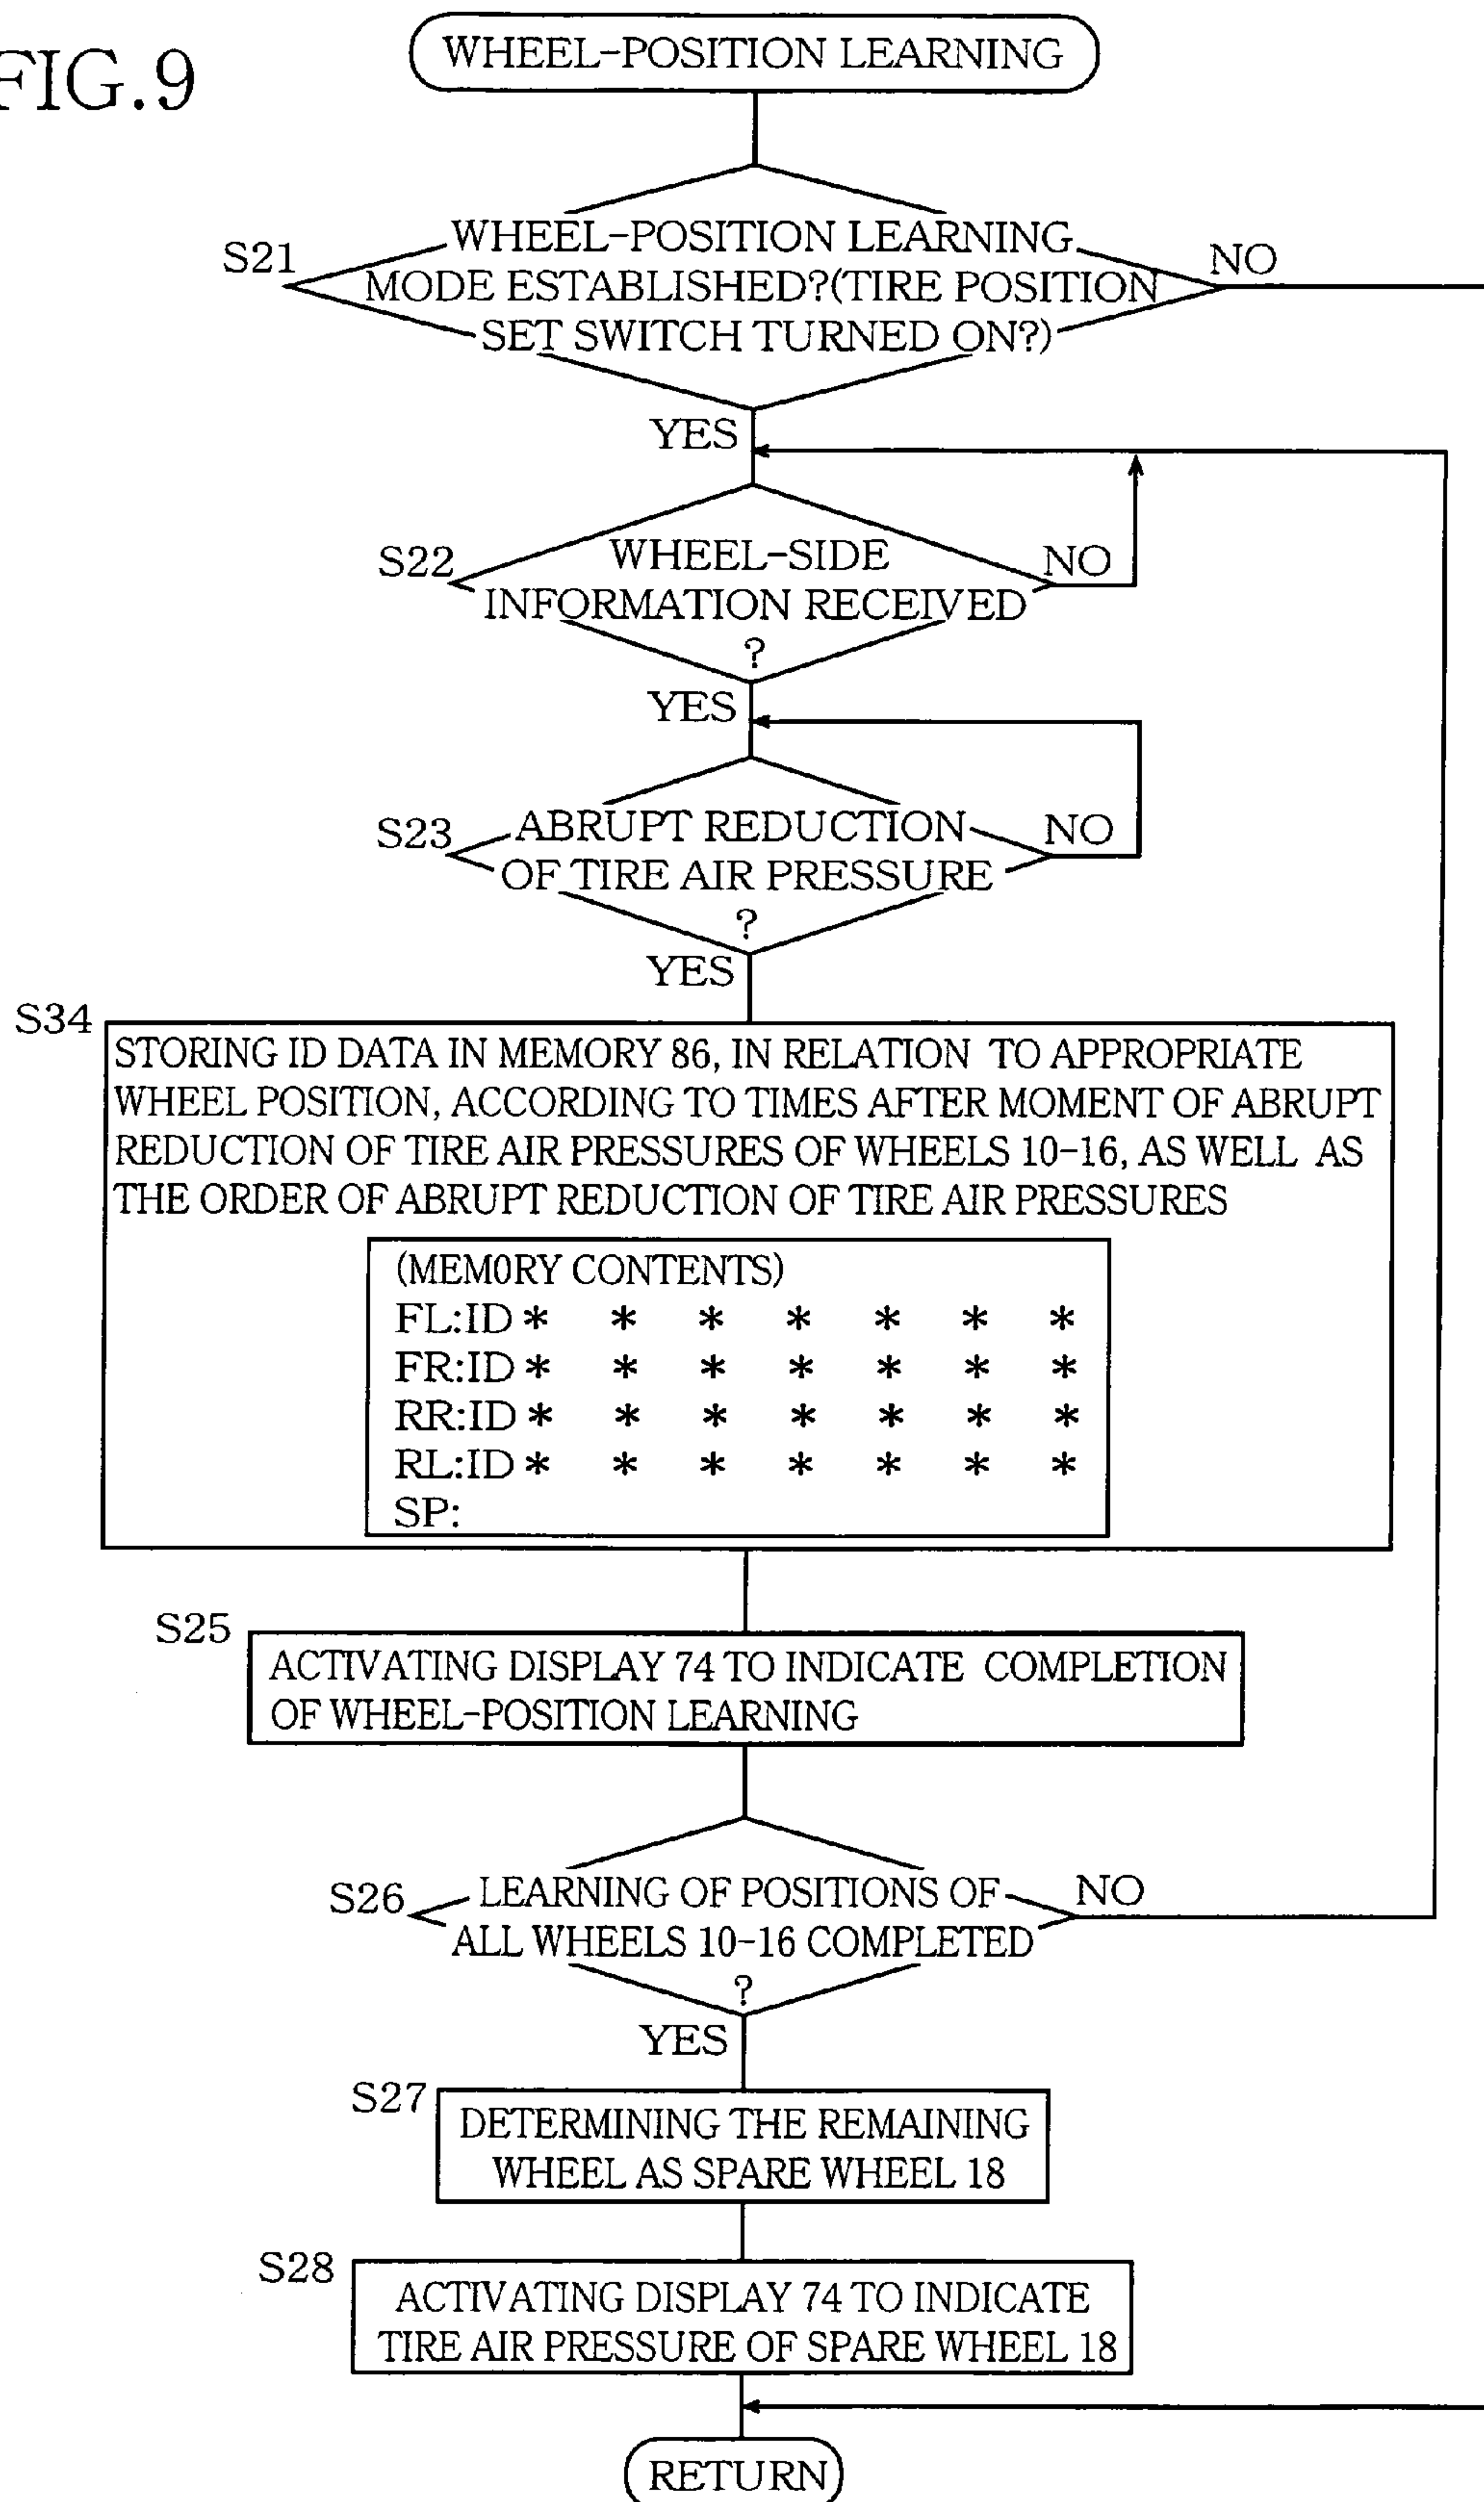 FIG.9
WHEEL-POSITION LEARNING
S21
WHEEL-POSITION LEARNING
MODE ESTABLISHED?(TIRE POSITION
SET SWITCH TURNED ON?)
NO
YES
S22
WHEEL-SIDE
INFORMATION RECEIVED
?
NO
YES
S23
ABRUPT REDUCTION
OF TIRE AIR PRESSURE
?
NO
YES
S34
STORING ID DATA IN MEMORY 86, IN RELATION TO APPROPRIATE
WHEEL POSITION, ACCORDING TO TIMES AFTER MOMENT OF ABRUPT
REDUCTION OF TIRE AIR PRESSURES OF WHEELS 10-16, AS WELL AS
THE ORDER OF ABRUPT REDUCTION OF TIRE AIR PRESSURES
(MEMORY CONTENTS)
FL:ID * * * * * * *
FR:ID * * * * * * *
RR:ID * * * * * * *
RL:ID * * * * * * *
SP:
S25
ACTIVATING DISPLAY 74 TO INDICATE COMPLETION
OF WHEEL-POSITION LEARNING
S26
LEARNING OF POSITIONS OF
ALL WHEELS 10-16 COMPLETED
?
NO
YES
S27
DETERMINING THE REMAINING
WHEEL AS SPARE WHEEL 18
S28
ACTIVATING DISPLAY 74 TO INDICATE
TIRE AIR PRESSURE OF SPARE WHEEL 18
RETURN